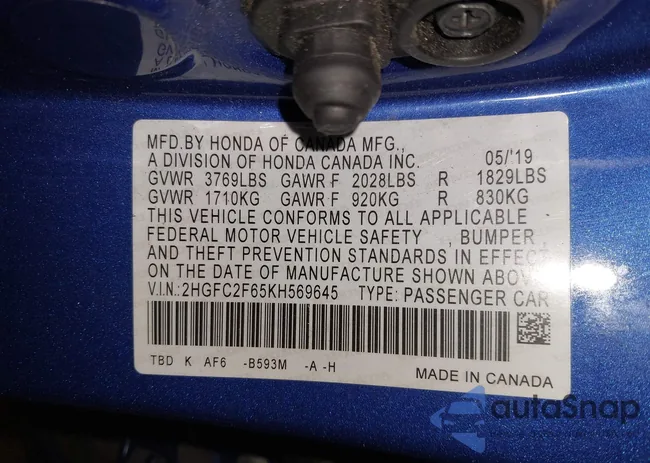 MFD.BY HONDA OF CANADA MFG.,
A DIVISION OF HONDA CANADA INC. 05/'19
GVWR 3769LBS GAWR F 2028LBS R 1829LBS
GVWR 1710KG GAWR F 920KG R 830KG
THIS VEHICLE CONFORMS TO ALL APPLICABLE
FEDERAL MOTOR VEHICLE SAFETY , BUMPER ,
AND THEFT PREVENTION STANDARDS IN EFFECT
ON THE DATE OF MANUFACTURE SHOWN ABOVE
V.I.N.:2HGFC2F65KH569645 TYPE: PASSENGER CAR
TBD K AF6 -B593M -A -H
MADE IN CANADA
autoSnap